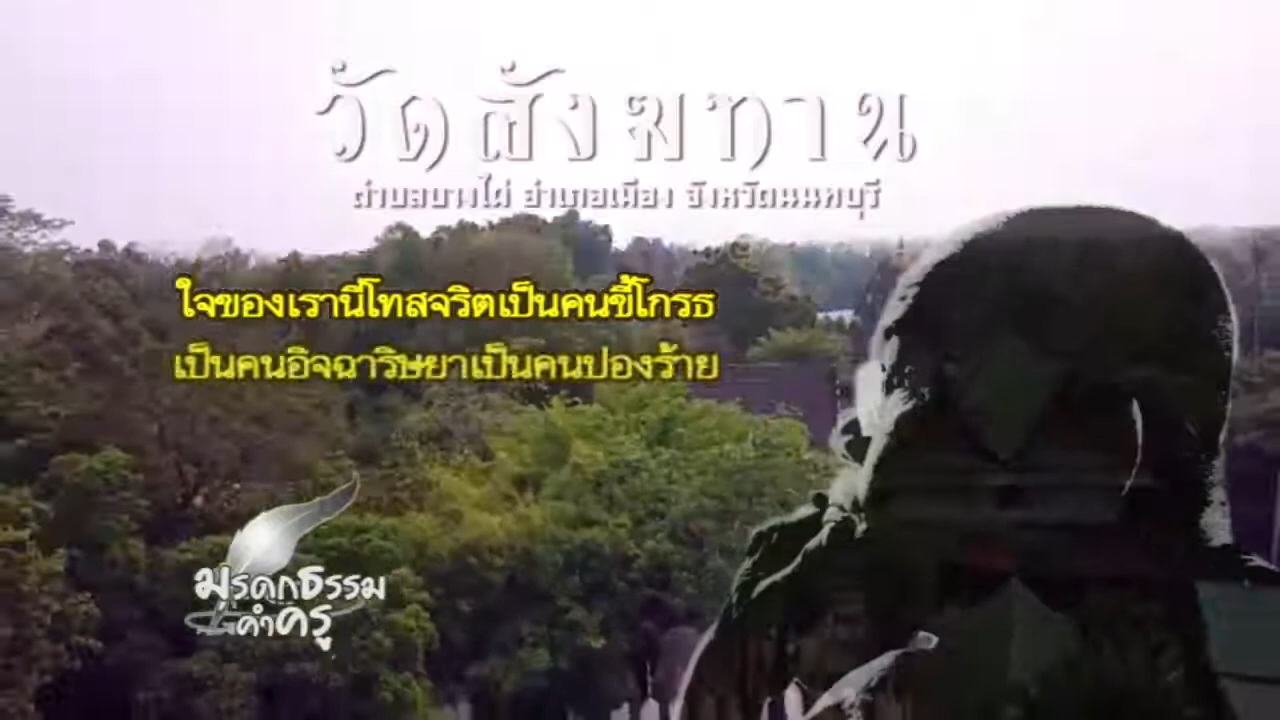 วัดสังฆทาน
ตำบลบางไผ่ อำเภอเมือง จังหวัดนนทบุรี
ใจของเรานี่โทสจริตเป็นคนขี้โกรธ
เป็นคนอิจฉาริษยาเป็นคนปองร้าย
มรดกธรรม
คำครู